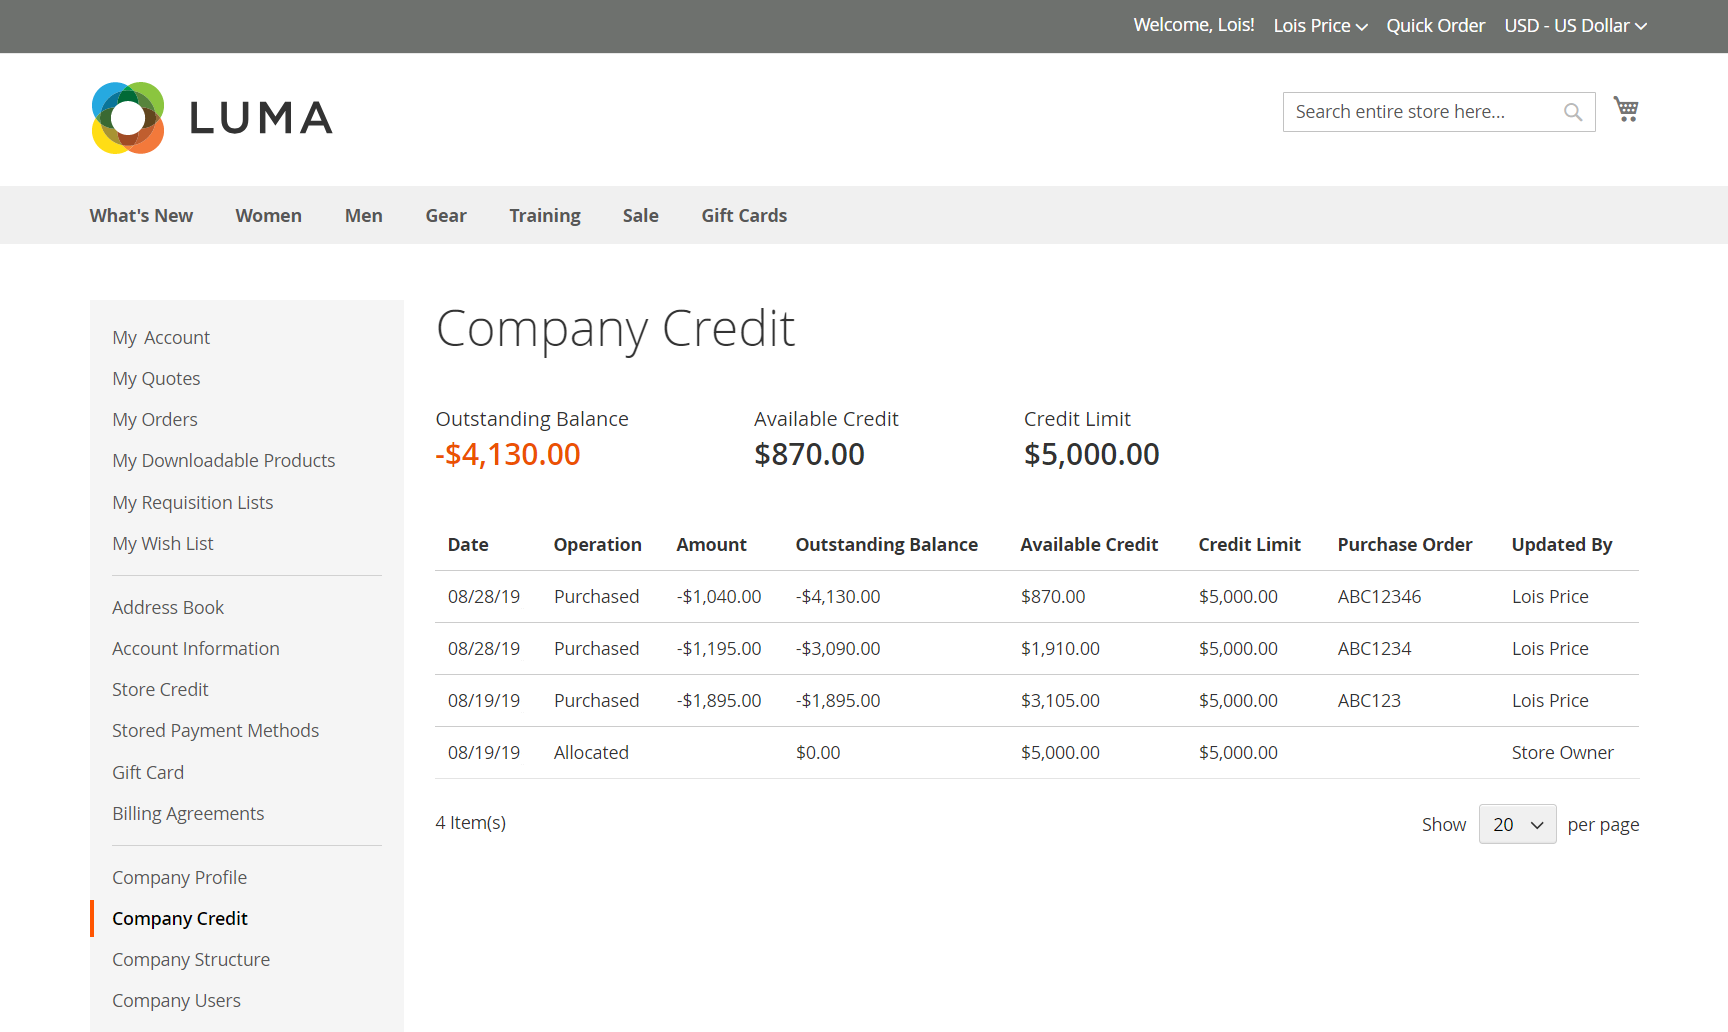 Welcome, Lois! Lois Price Quick Order USD - US Dollar
LUMA
Search entire store here...
What's New Women Men Gear Training Sale Gift Cards
My Account
My Quotes
My Orders
My Downloadable Products
My Requisition Lists
My Wish List
Address Book
Account Information
Store Credit
Stored Payment Methods
Gift Card
Billing Agreements
Company Profile
Company Credit
Company Structure
Company Users
Company Credit
Outstanding Balance Available Credit Credit Limit
-$4,130.00 $870.00 $5,000.00
Date Operation Amount Outstanding Balance Available Credit Credit Limit Purchase Order Updated By
08/28/19 Purchased -$1,040.00 -$4,130.00 $870.00 $5,000.00 ABC12346 Lois Price
08/28/19 Purchased -$1,195.00 -$3,090.00 $1,910.00 $5,000.00 ABC1234 Lois Price
08/19/19 Purchased -$1,895.00 -$1,895.00 $3,105.00 $5,000.00 ABC123 Lois Price
08/19/19 Allocated $0.00 $5,000.00 $5,000.00 Store Owner
4 Item(s) Show 20 per page